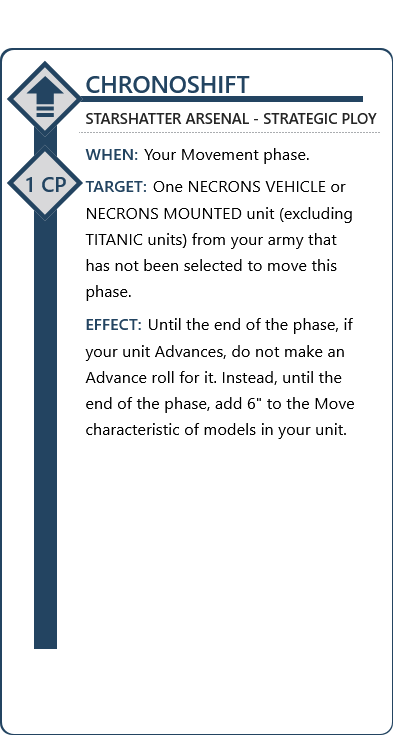 CHRONOSHIFT
STARSHATTER ARSENAL - STRATEGIC PLOY
WHEN: Your Movement phase.
1 CP
TARGET: One NECRONS VEHICLE or
NECRONS MOUNTED unit (excluding
TITANIC units) from your army that
has not been selected to move this
phase.
EFFECT: Until the end of the phase, if
your unit Advances, do not make an
Advance roll for it. Instead, until the
end of the phase, add 6" to the Move
characteristic of models in your unit.